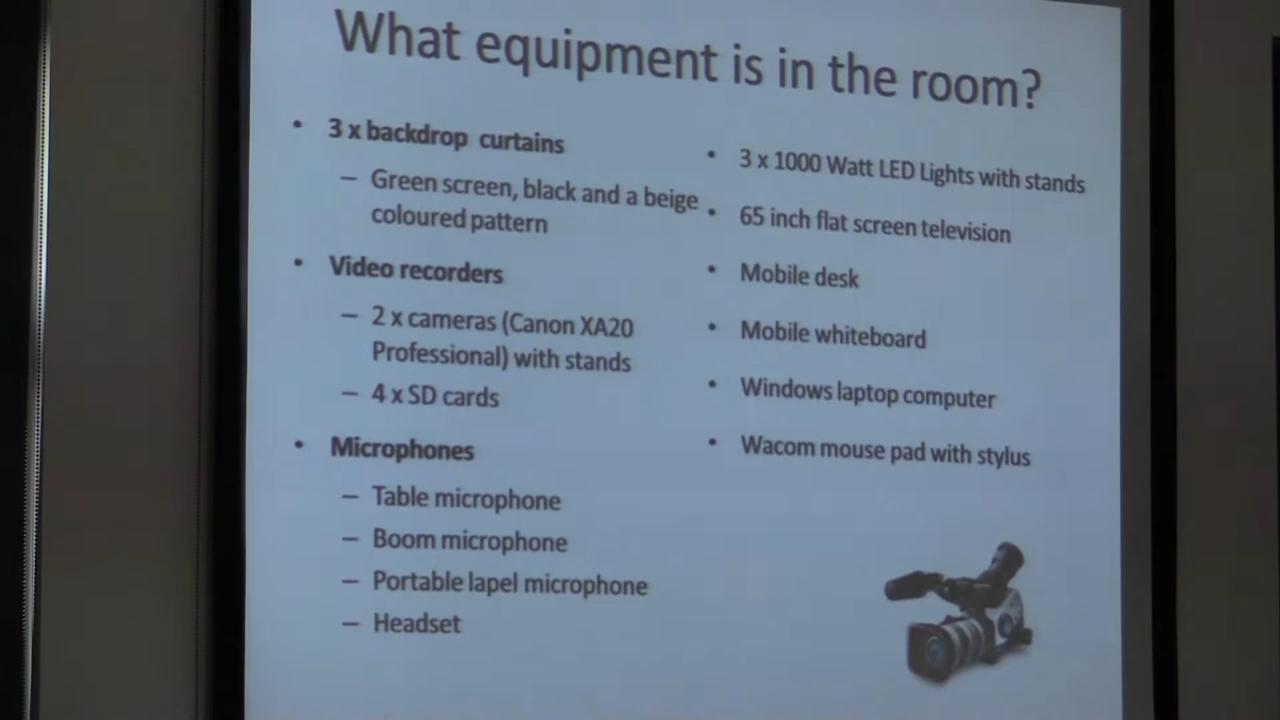 What equipment is in the room?
• 3 x backdrop curtains
– Green screen, black and a beige
coloured pattern
• Video recorders
– 2 x cameras (Canon XA20
Professional) with stands
– 4 x SD cards
• Microphones
– Table microphone
– Boom microphone
– Portable lapel microphone
– Headset
• 3 x 1000 Watt LED Lights with stands
• 65 inch flat screen television
• Mobile desk
• Mobile whiteboard
• Windows laptop computer
• Wacom mouse pad with stylus